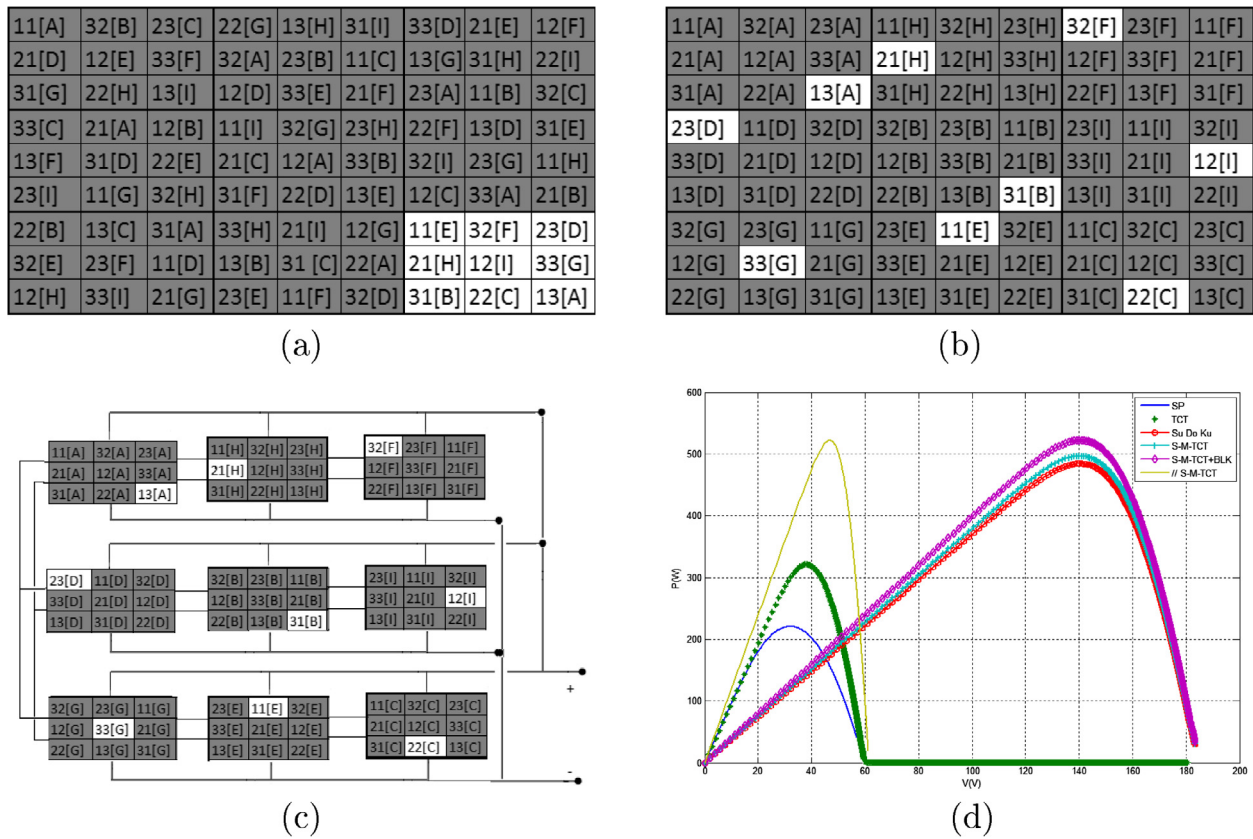 11[A] 32[B] 23[C] 22[G] 13[H] 31[I] 33[D] 21[E] 12[F]
21[D] 12[E] 33[F] 32[A] 23[B] 11[C] 13[G] 31[H] 22[I]
31[G] 22[H] 13[I] 12[D] 33[E] 21[F] 23[A] 11[B] 32[C]
33[C] 21[A] 12[B] 11[I] 32[G] 23[H] 22[F] 13[D] 31[E]
13[F] 31[D] 22[E] 21[C] 12[A] 33[B] 32[I] 23[G] 11[H]
23[I] 11[G] 32[H] 31[F] 22[D] 13[E] 12[C] 33[A] 21[B]
22[B] 13[C] 31[A] 33[H] 21[I] 12[G] 11[E] 32[F] 23[D]
32[E] 23[F] 11[D] 13[B] 31 [C] 22[A] 21[H] 12[I] 33[G]
12[H] 33[I] 21[G] 23[E] 11[F] 32[D] 31[B] 22[C] 13[A]
(a)
11[A] 32[A] 23[A] 11[H] 32[H] 23[H] 32[F] 23[F] 11[F]
21[A] 12[A] 33[A] 21[H] 12[H] 33[H] 12[F] 33[F] 21[F]
31[A] 22[A] 13[A] 31[H] 22[H] 13[H] 22[F] 13[F] 31[F]
23[D] 11[D] 32[D] 32[B] 23[B] 11[B] 23[I] 11[I] 32[I]
33[D] 21[D] 12[D] 12[B] 33[B] 21[B] 33[I] 21[I] 12[I]
13[D] 31[D] 22[D] 22[B] 13[B] 31[B] 13[I] 31[I] 22[I]
32[G] 23[G] 11[G] 23[E] 11[E] 32[E] 11[C] 32[C] 23[C]
12[G] 33[G] 21[G] 33[E] 21[E] 12[E] 21[C] 12[C] 33[C]
22[G] 13[G] 31[G] 13[E] 31[E] 22[E] 31[C] 22[C] 13[C]
(b)
11[A] 32[A] 23[A] 11[H] 32[H] 23[H] 32[F] 23[F] 11[F]
21[A] 12[A] 33[A] 21[H] 12[H] 33[H] 12[F] 33[F] 21[F]
31[A] 22[A] 13[A] 31[H] 22[H] 13[H] 22[F] 13[F] 31[F]
23[D] 11[D] 32[D] 32[B] 23[B] 11[B] 23[I] 11[I] 32[I]
33[D] 21[D] 12[D] 12[B] 33[B] 21[B] 33[I] 21[I] 12[I]
13[D] 31[D] 22[D] 22[B] 13[B] 31[B] 13[I] 31[I] 22[I]
32[G] 23[G] 11[G] 23[E] 11[E] 32[E] 11[C] 32[C] 23[C]
12[G] 33[G] 21[G] 33[E] 21[E] 12[E] 21[C] 12[C] 33[C]
22[G] 13[G] 31[G] 13[E] 31[E] 22[E] 31[C] 22[C] 13[C]
+
-
(c)
600
500
400
300
200
100
0
P(W)
SP
TCT
Su Do Ku
S-M-TCT
S-M-TCT+BLK
// S-M-TCT
0 20 40 60 80 100 120 140 160 180 200
V(V)
(d)